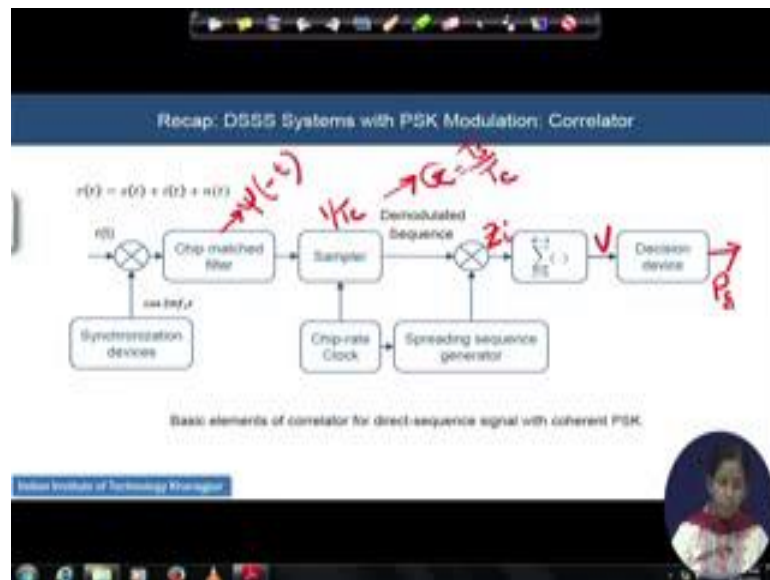 Recap: DSSS Systems with PSK Modulation: Correlator
r(t) = s(t) + i(t) + n(t)
ψ(-t)
1/Tc
G = Ts/Tc
r(t)
Chip matched filter
Sampler
Demodulated Sequence
Zi
V
Decision device
Ps
Synchronization devices
Chip-rate Clock
Spreading sequence generator
Basic elements of correlator for direct-sequence signal with coherent PSK
Indian Institute of Technology Kharagpur